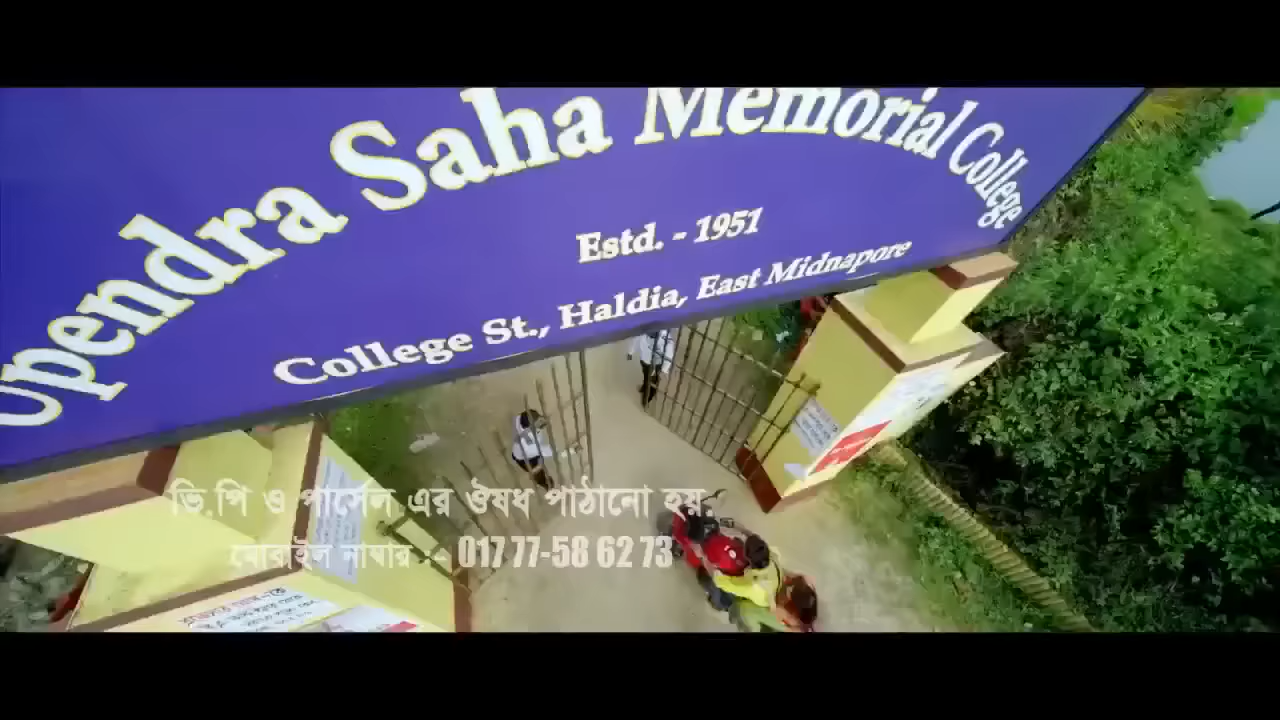 Upendra Saha Memorial College
Estd. - 1951
College St., Haldia, East Midnapore
ভি.পি ও পার্সেল এর ঔষধ পাঠানো হয়.
মোবাইল নাম্বার - 017 77-58 62 73